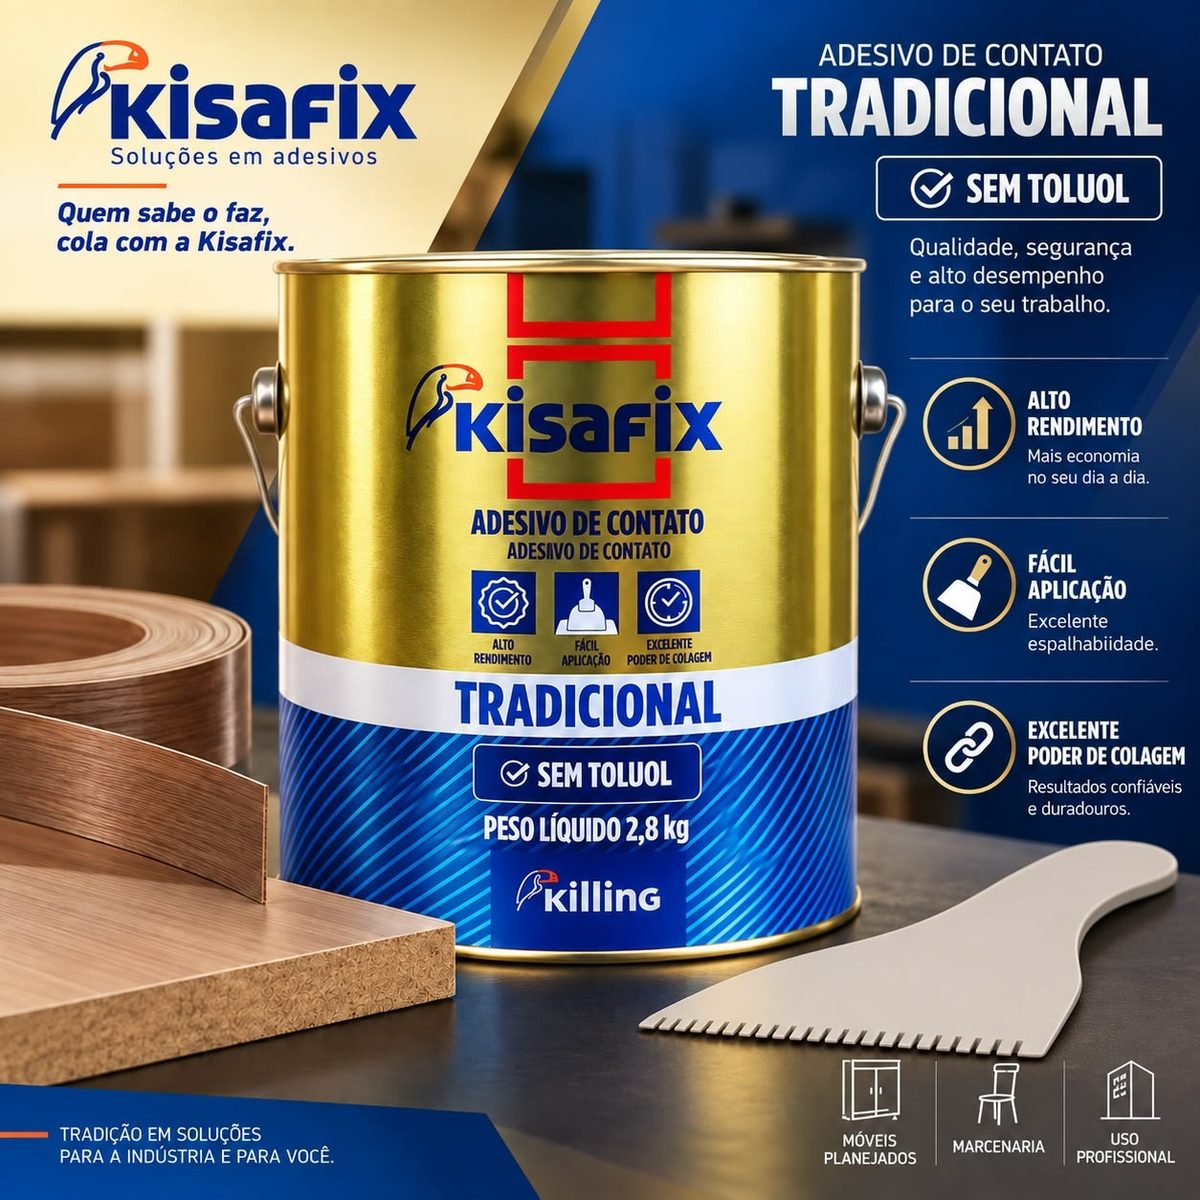 Kisafix
Soluções em adesivos
Quem sabe o faz,
cola com a Kisafix.
ADESIVO DE CONTATO
TRADICIONAL
SEM TOLUOL
Qualidade, segurança
e alto desempenho
para o seu trabalho.
ALTO
RENDIMENTO
Mais economia
no seu dia a dia.
FÁCIL
APLICAÇÃO
Excelente
espalhabiidade.
EXCELENTE
PODER DE COLAGEM
Resultados confiáveis
e duradouros.
Kisafix
ADESIVO DE CONTATO
ADESIVO DE CONTATO
ALTO
RENDIMENTO
FÁCIL
APLICAÇÃO
EXCELENTE
PODER DE COLAGEM
TRADICIONAL
SEM TOLUOL
PESO LÍQUIDO 2,8 kg
Killing
TRADIÇÃO EM SOLUÇÕES
PARA A INDÚSTRIA E PARA VOCÊ.
MÓVEIS
PLANEJADOS
MARCENARIA
USO
PROFISSIONAL